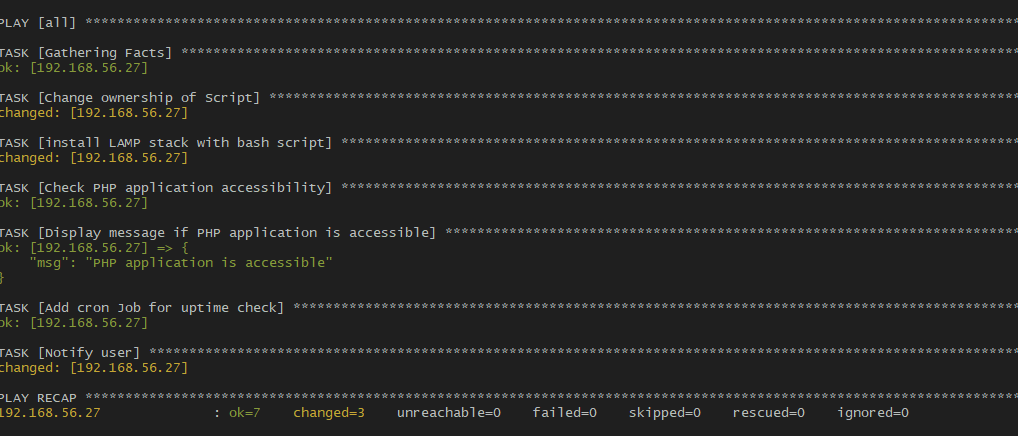 PLAY [all] *********************************************************************************************************************
TASK [Gathering Facts] *********************************************************************************************************
ok: [192.168.56.27]
TASK [Change ownership of Script] **********************************************************************************************
changed: [192.168.56.27]
TASK [install LAMP stack with bash script] *************************************************************************************
changed: [192.168.56.27]
TASK [Check PHP application accessibility] *************************************************************************************
ok: [192.168.56.27]
TASK [Display message if PHP application is accessible] ************************************************************************
ok: [192.168.56.27] => {
    "msg": "PHP application is accessible"
}
TASK [Add cron Job for uptime check] *******************************************************************************************
ok: [192.168.56.27]
TASK [Notify user] *************************************************************************************************************
changed: [192.168.56.27]
PLAY RECAP *********************************************************************************************************************
192.168.56.27              : ok=7    changed=3    unreachable=0    failed=0    skipped=0    rescued=0    ignored=0